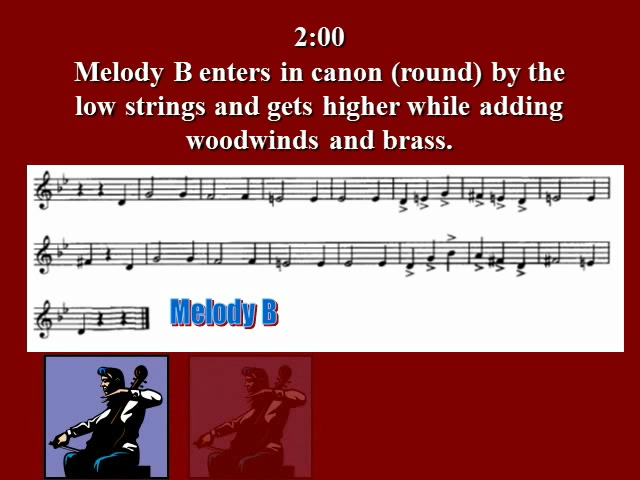 2:00
Melody B enters in canon (round) by the
low strings and gets higher while adding
woodwinds and brass.
Melody B